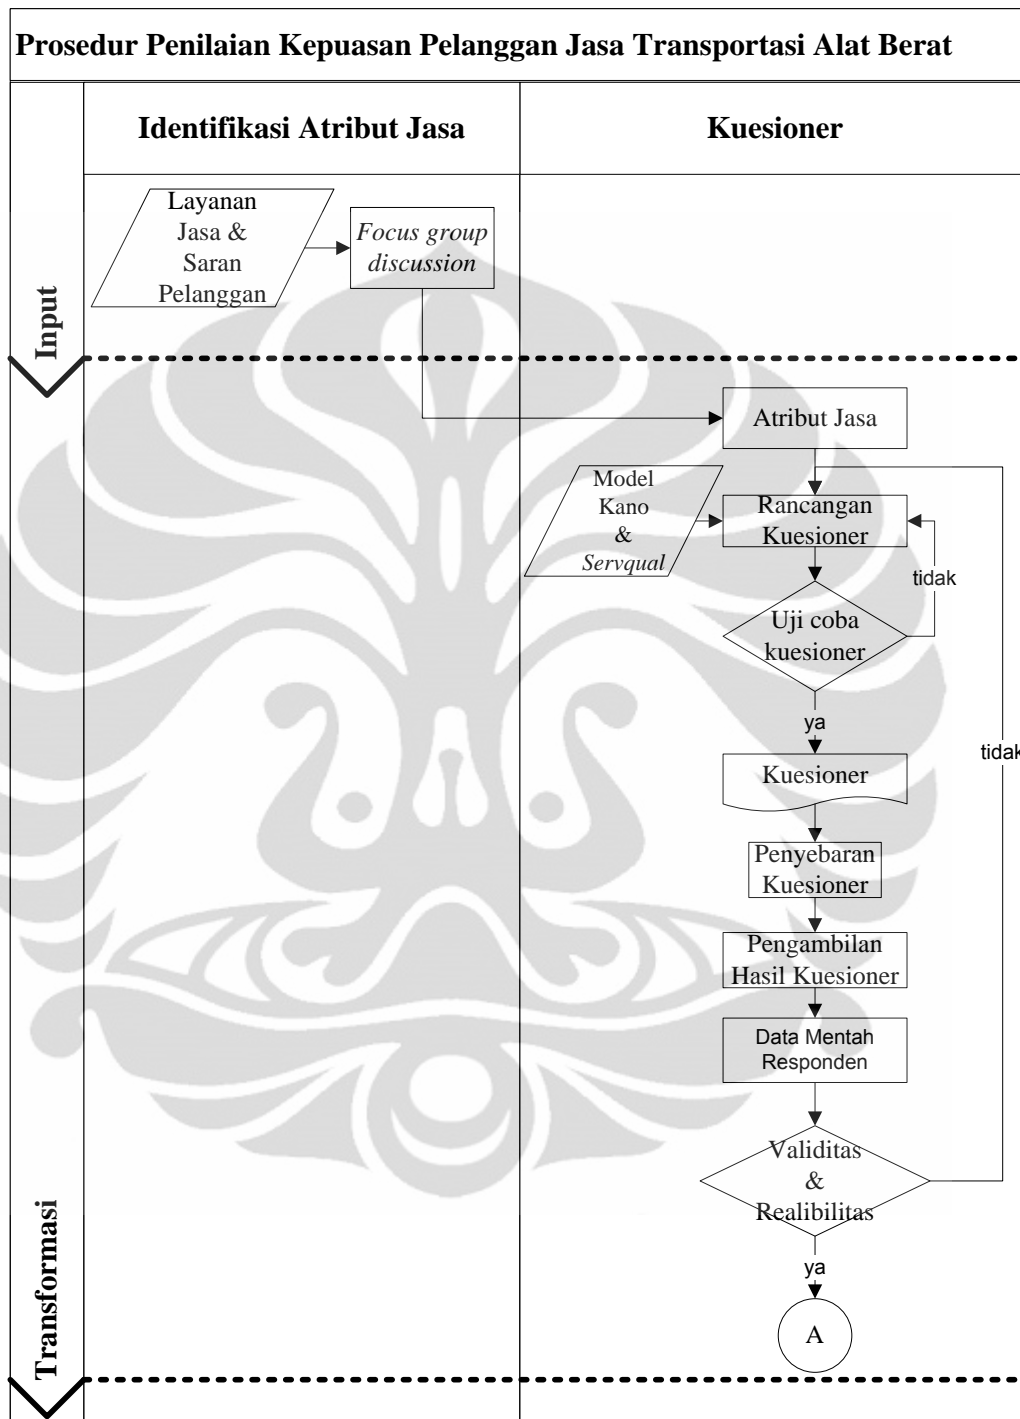 Prosedur Penilaian Kepuasan Pelanggan Jasa Transportasi Alat Berat
Identifikasi Atribut Jasa
Kuesioner
Input
Layanan
Jasa &
Saran
Pelanggan
Focus group
discussion
Atribut Jasa
Model
Kano
&
Servqual
Rancangan
Kuesioner
tidak
Uji coba
kuesioner
ya
tidak
Kuesioner
Penyebaran
Kuesioner
Pengambilan
Hasil Kuesioner
Data Mentah
Responden
Validitas
&
Realibilitas
ya
A
Transformasi